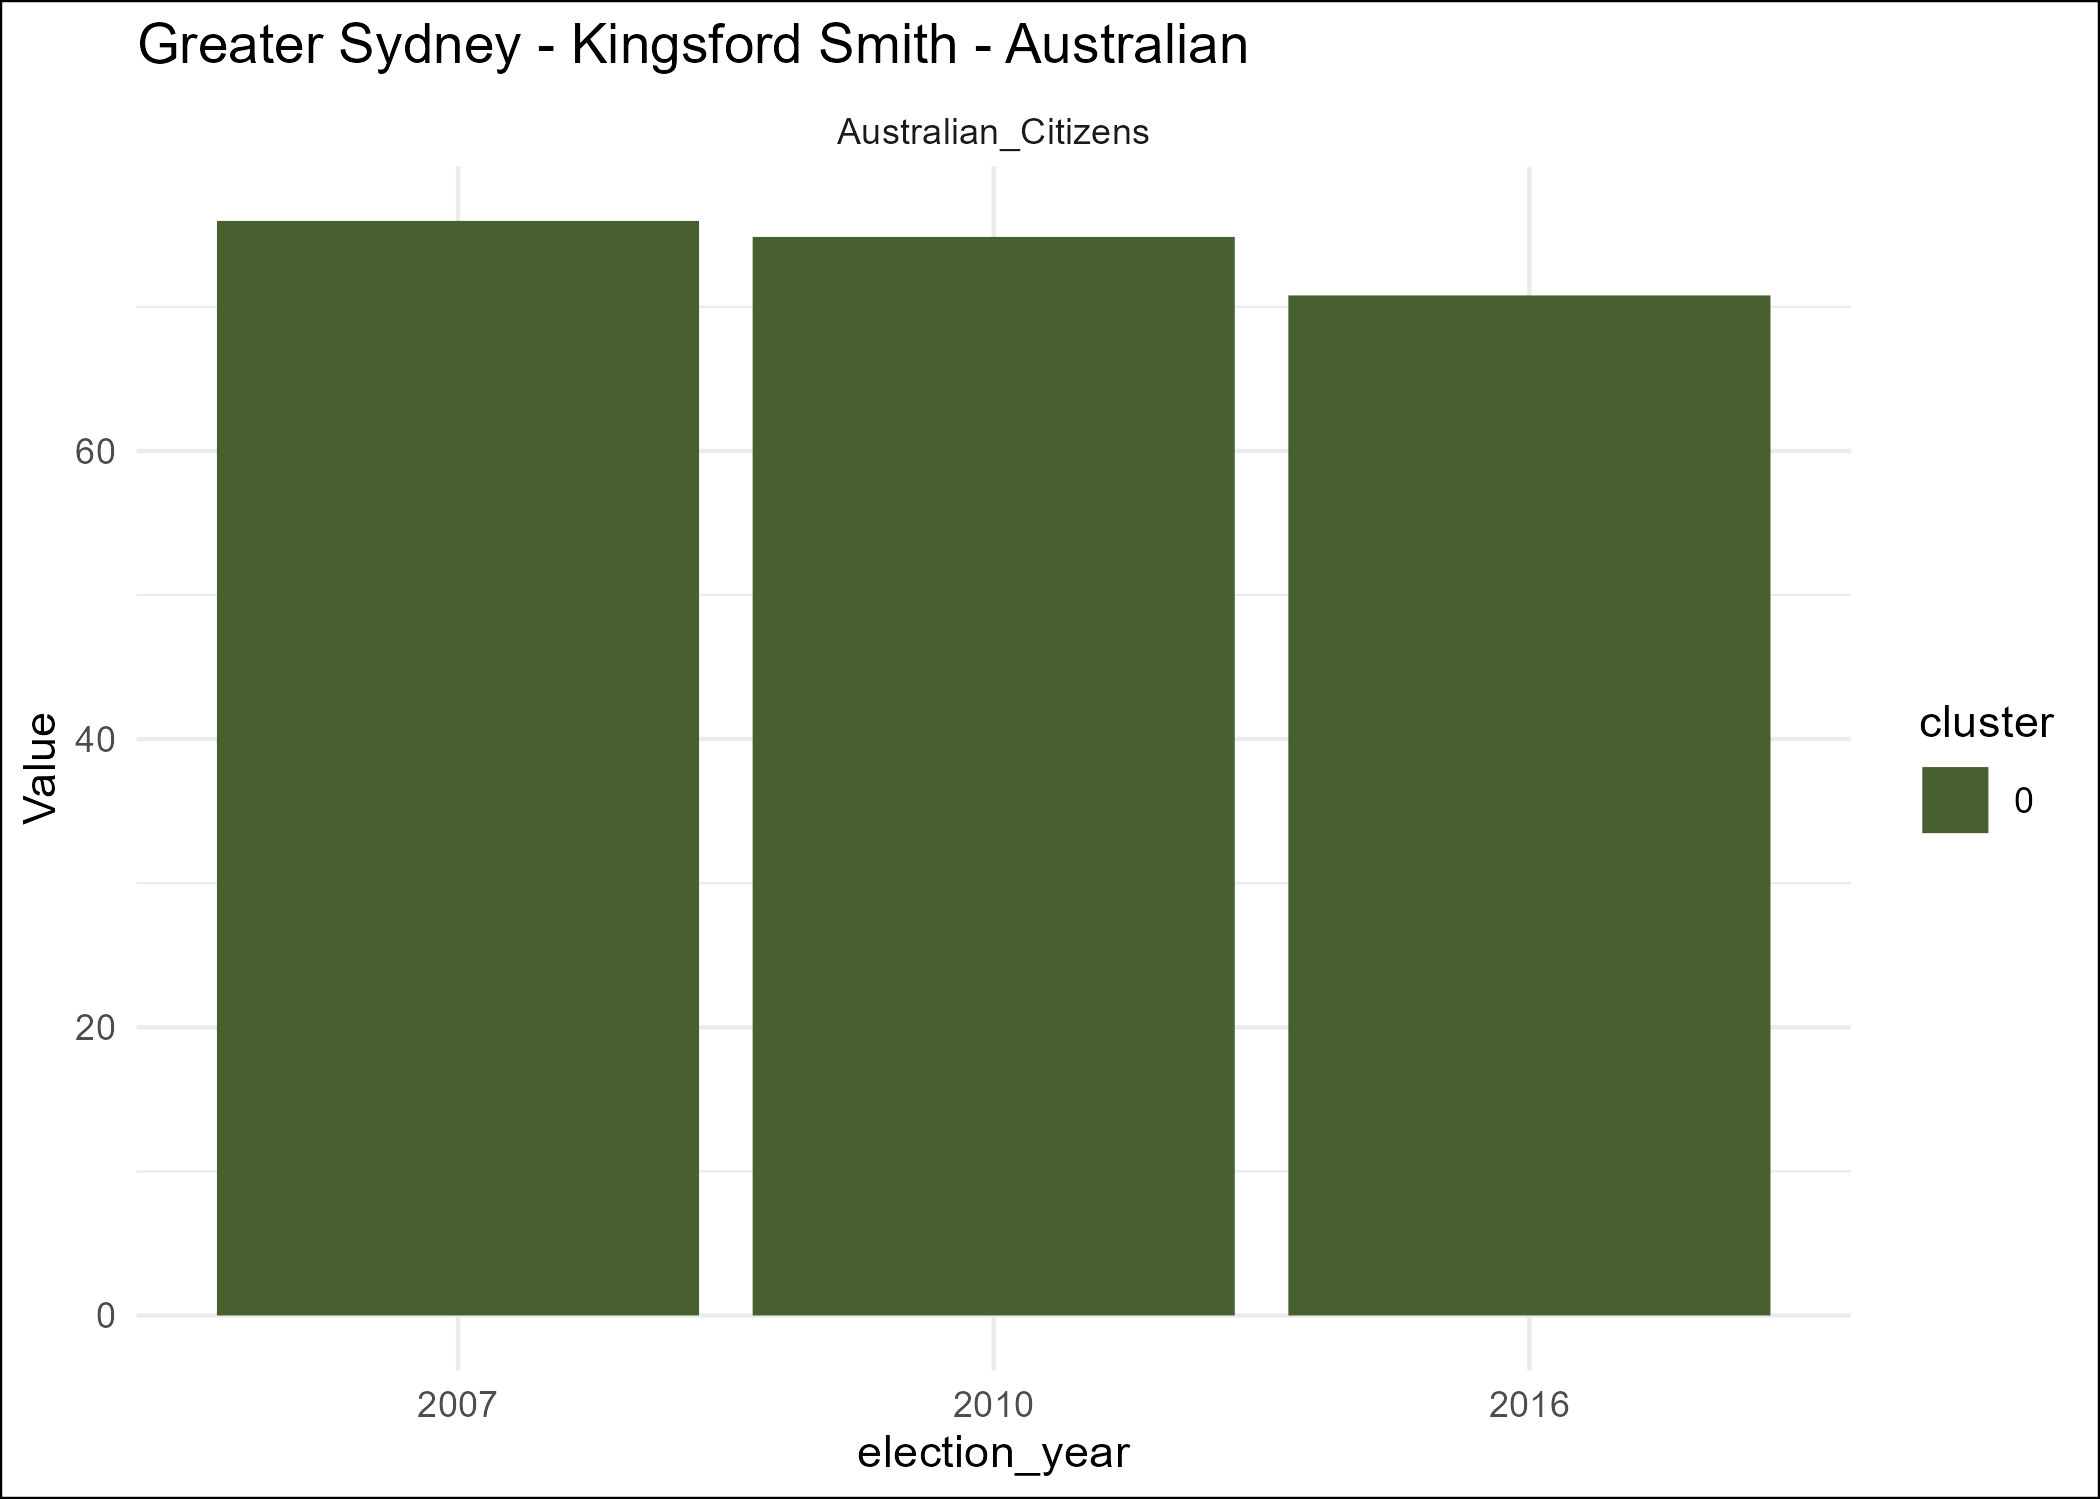 Greater Sydney - Kingsford Smith - Australian
Australian_Citizens
60
40
20
0
Value
2007 2010 2016
election_year
cluster
0